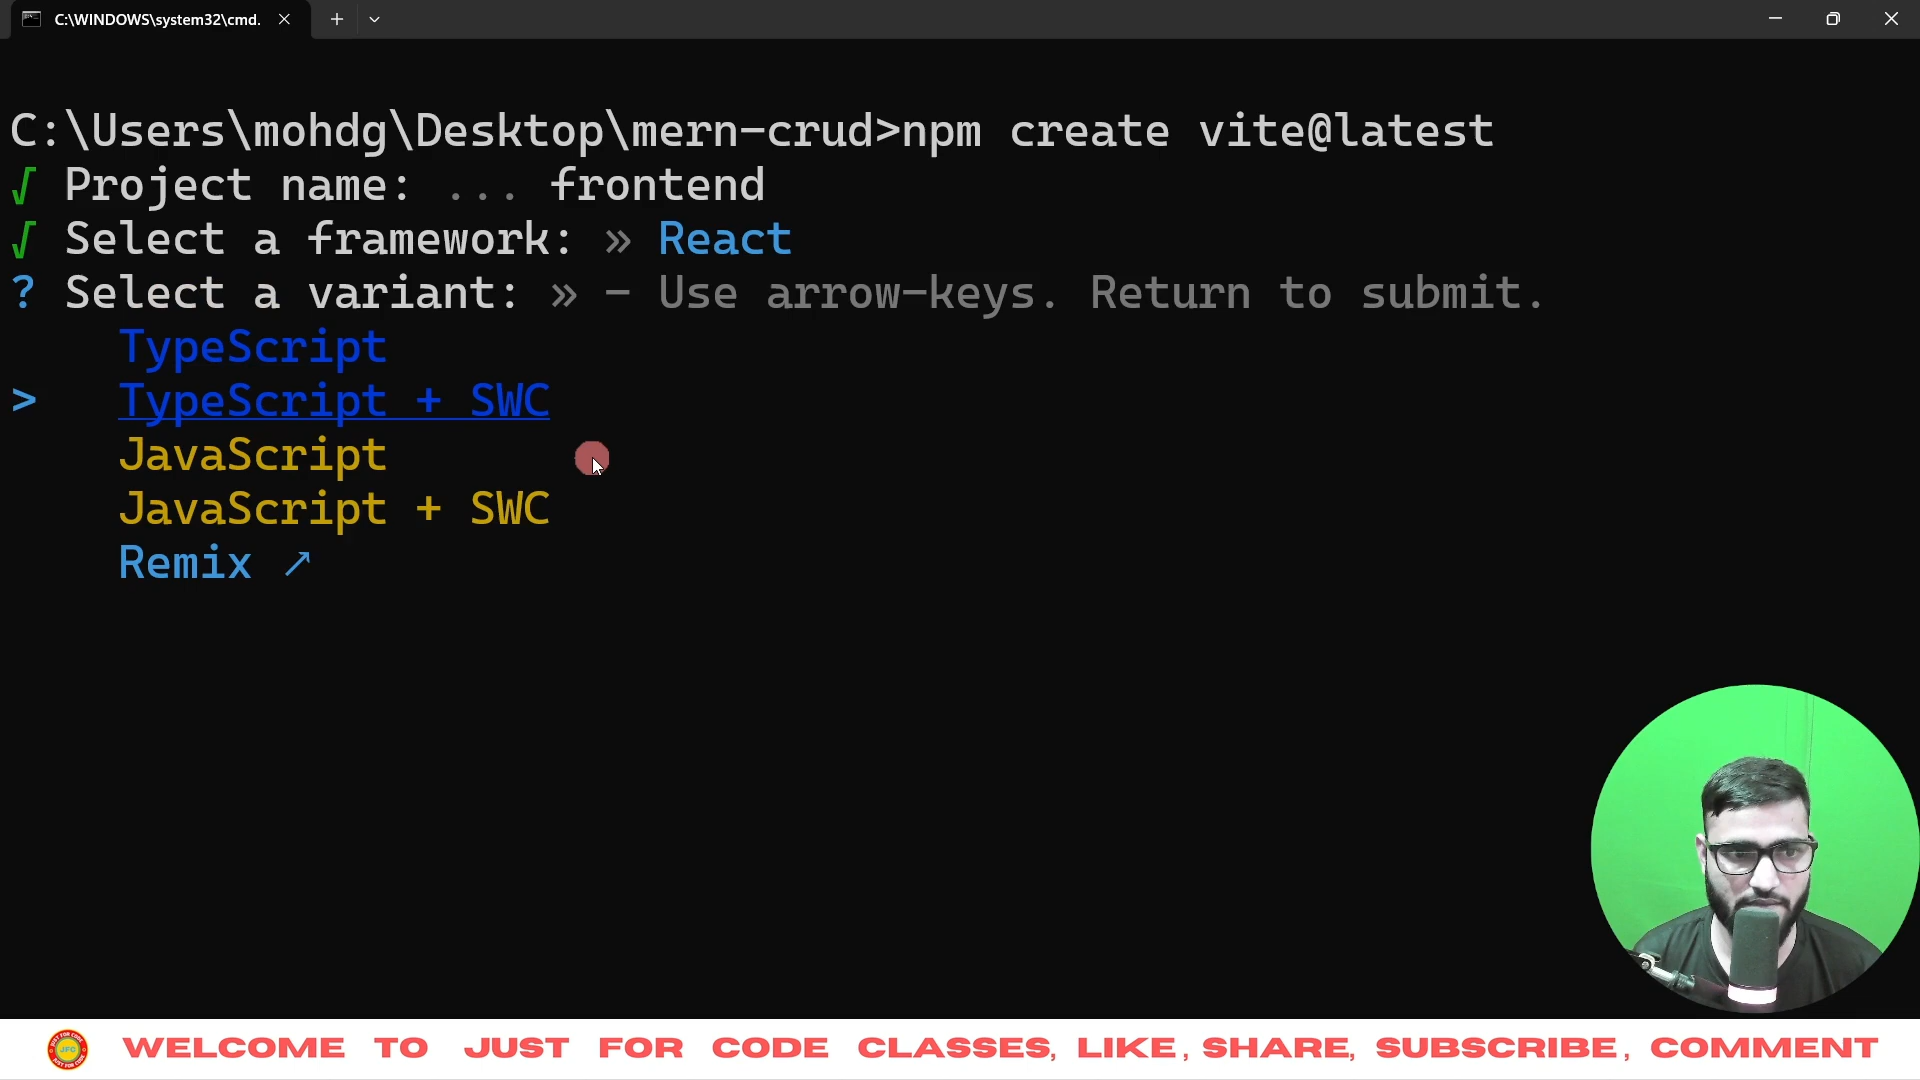 C:\WINDOWS\system32\cmd.
C:\Users\mohdg\Desktop\mern-crud>npm create vite@latest
√ Project name: ... frontend
√ Select a framework: » React
? Select a variant: » - Use arrow-keys. Return to submit.
TypeScript
> TypeScript + SWC
JavaScript
JavaScript + SWC
Remix ↗
JFC WELCOME TO JUST FOR CODE CLASSES, LIKE, SHARE, SUBSCRIBE, COMMENT